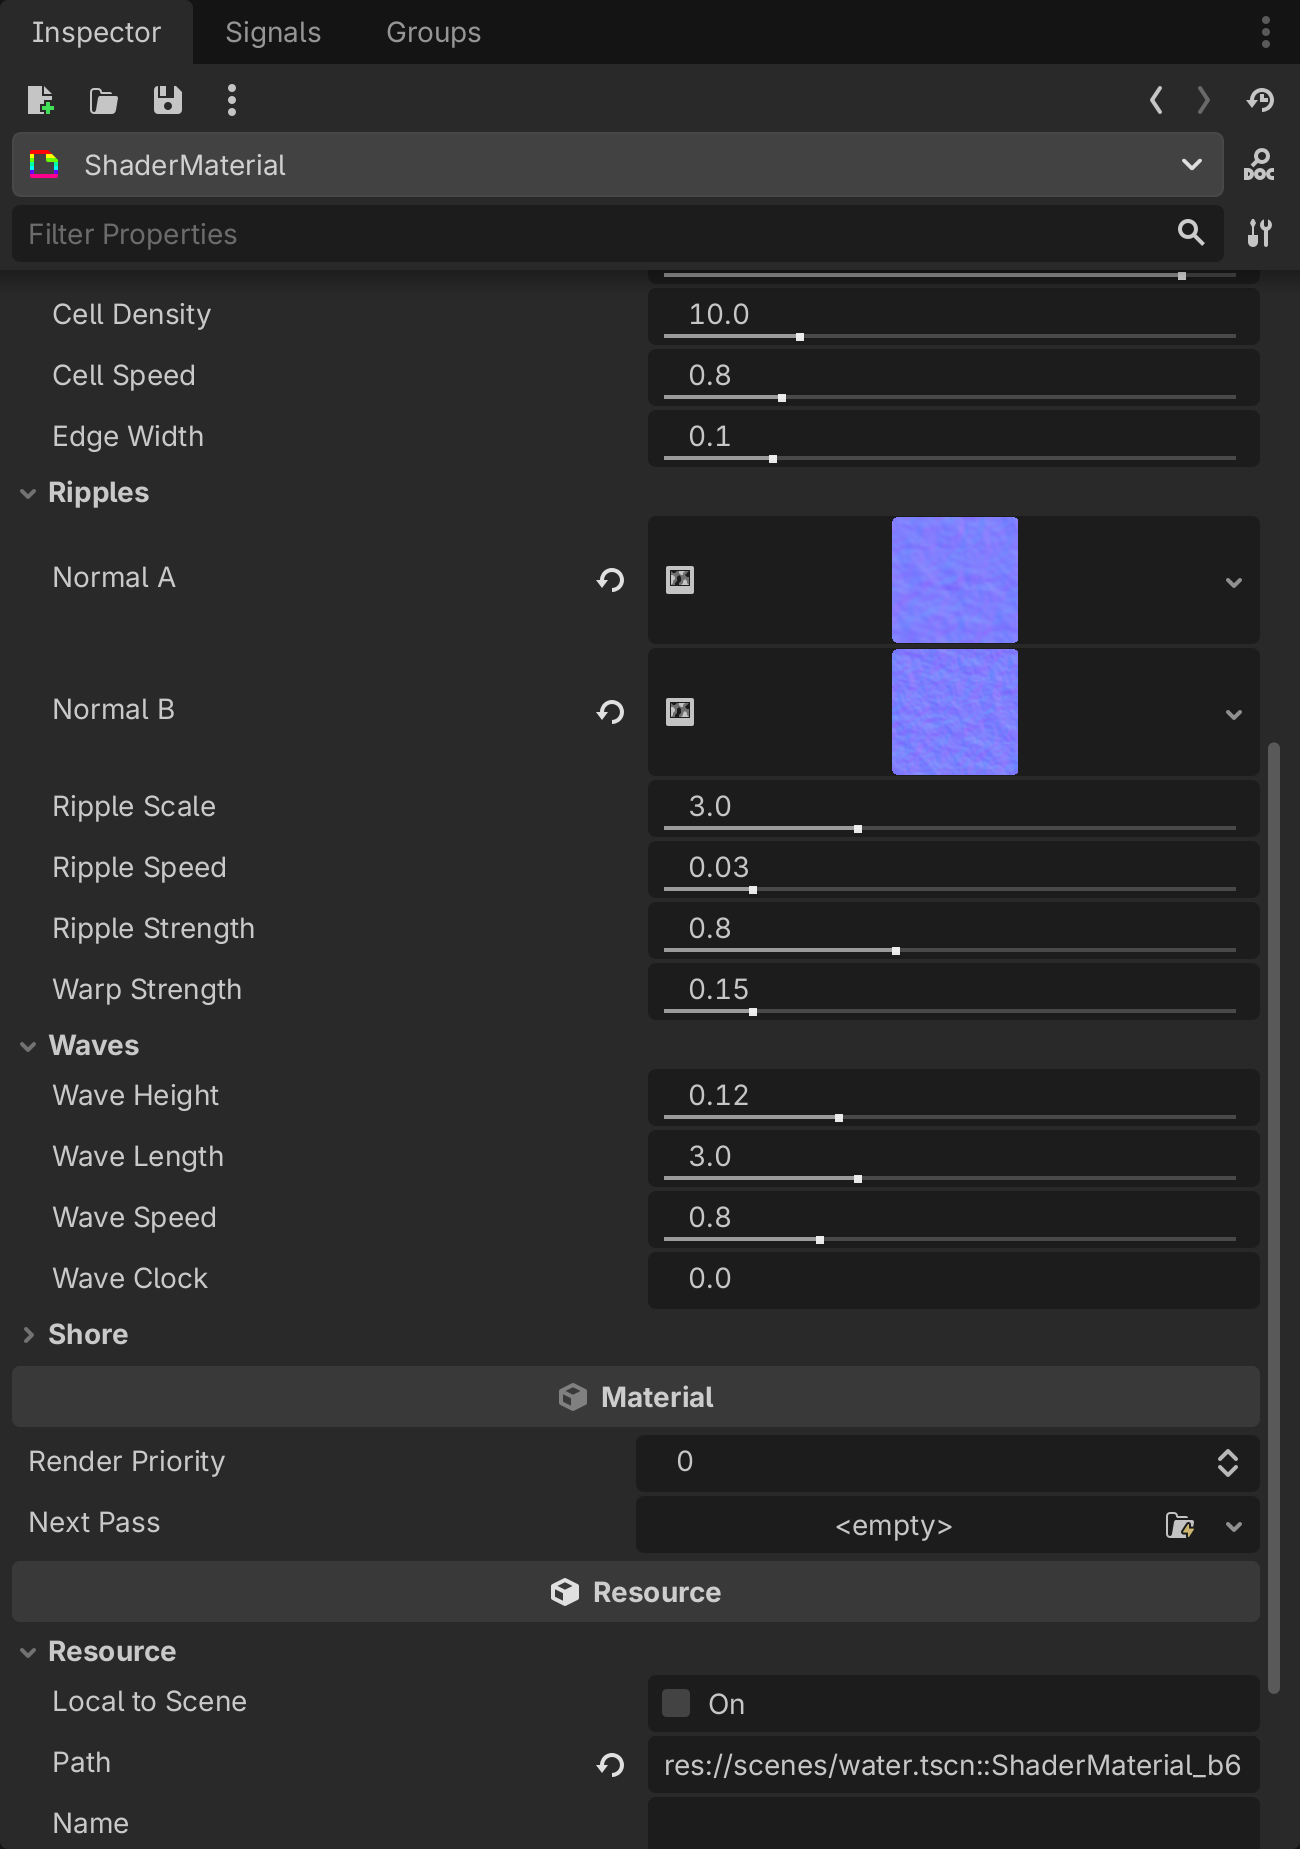 Inspector Signals Groups
ShaderMaterial
DOC
Filter Properties
Cell Density 10.0
Cell Speed 0.8
Edge Width 0.1
Ripples
Normal A
Normal B
Ripple Scale 3.0
Ripple Speed 0.03
Ripple Strength 0.8
Warp Strength 0.15
Waves
Wave Height 0.12
Wave Length 3.0
Wave Speed 0.8
Wave Clock 0.0
Shore
Material
Render Priority 0
Next Pass <empty>
Resource
Resource
Local to Scene On
Path res://scenes/water.tscn::ShaderMaterial_b6
Name